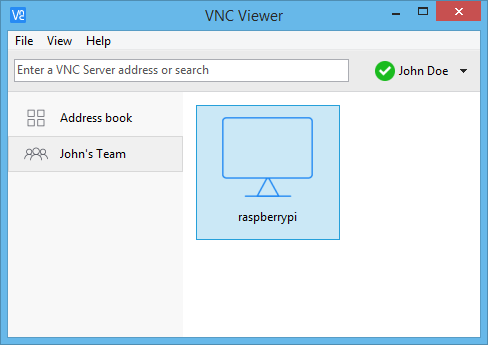 VNC Viewer
File View Help
Enter a VNC Server address or search
John Doe
Address book
John's Team
raspberrypi